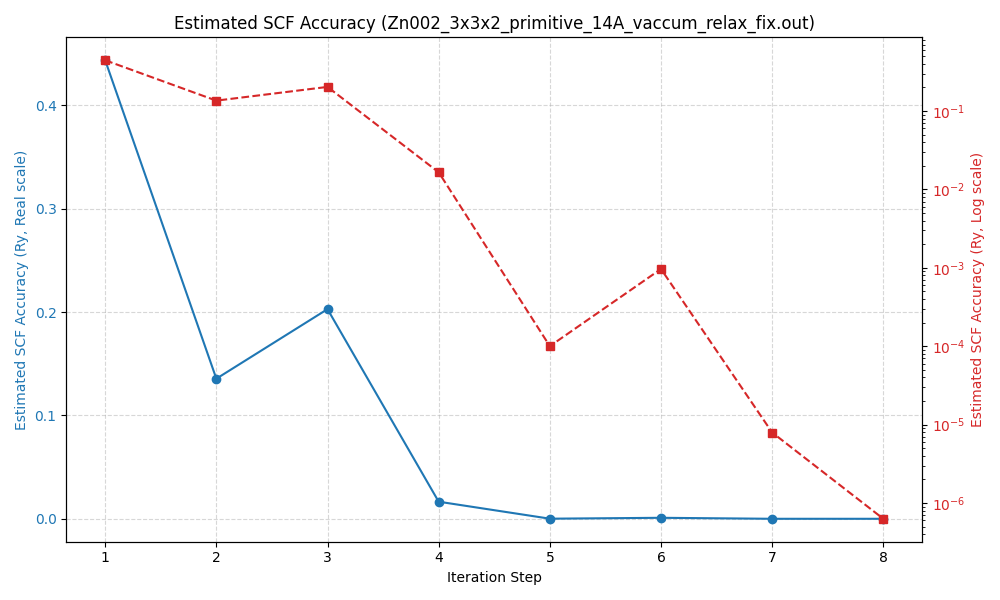 Estimated SCF Accuracy (Zn002_3x3x2_primitive_14A_vaccum_relax_fix.out)
Estimated SCF Accuracy (Ry, Real scale)
0.4
0.3
0.2
0.1
0.0
10⁻¹
10⁻²
10⁻³
10⁻⁴
10⁻⁵
10⁻⁶
Estimated SCF Accuracy (Ry, Log scale)
1 2 3 4 5 6 7 8
Iteration Step